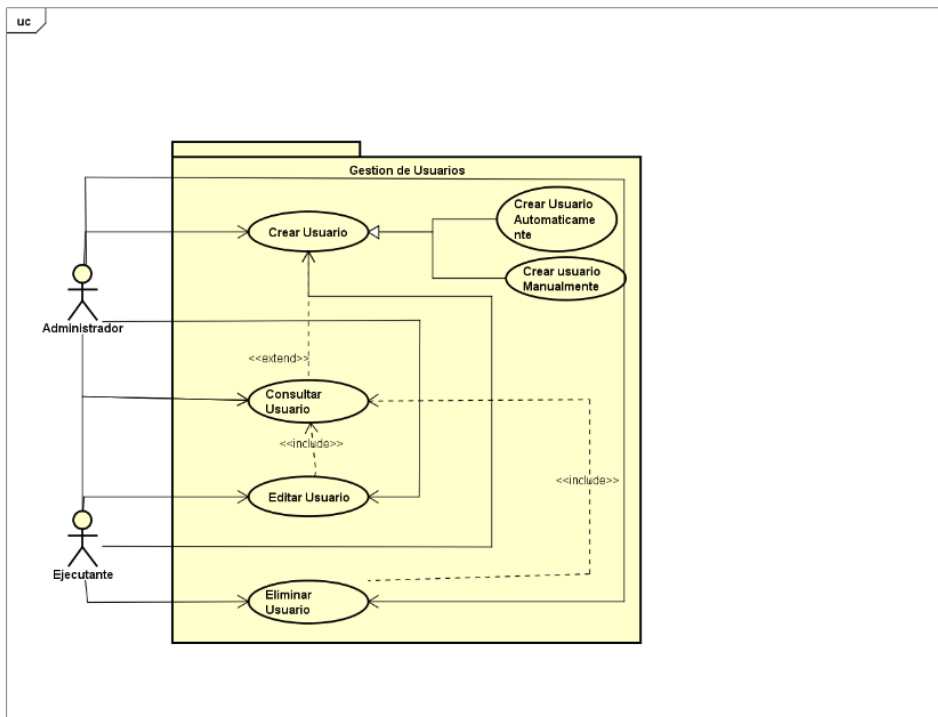 uc
Gestion de Usuarios
Crear Usuario
Automaticame
nte
Crear Usuario
Crear usuario
Manualmente
Administrador
<<extend>>
Consultar
Usuario
<<include>>
<<include>>
Editar Usuario
Ejecutante
Eliminar
Usuario